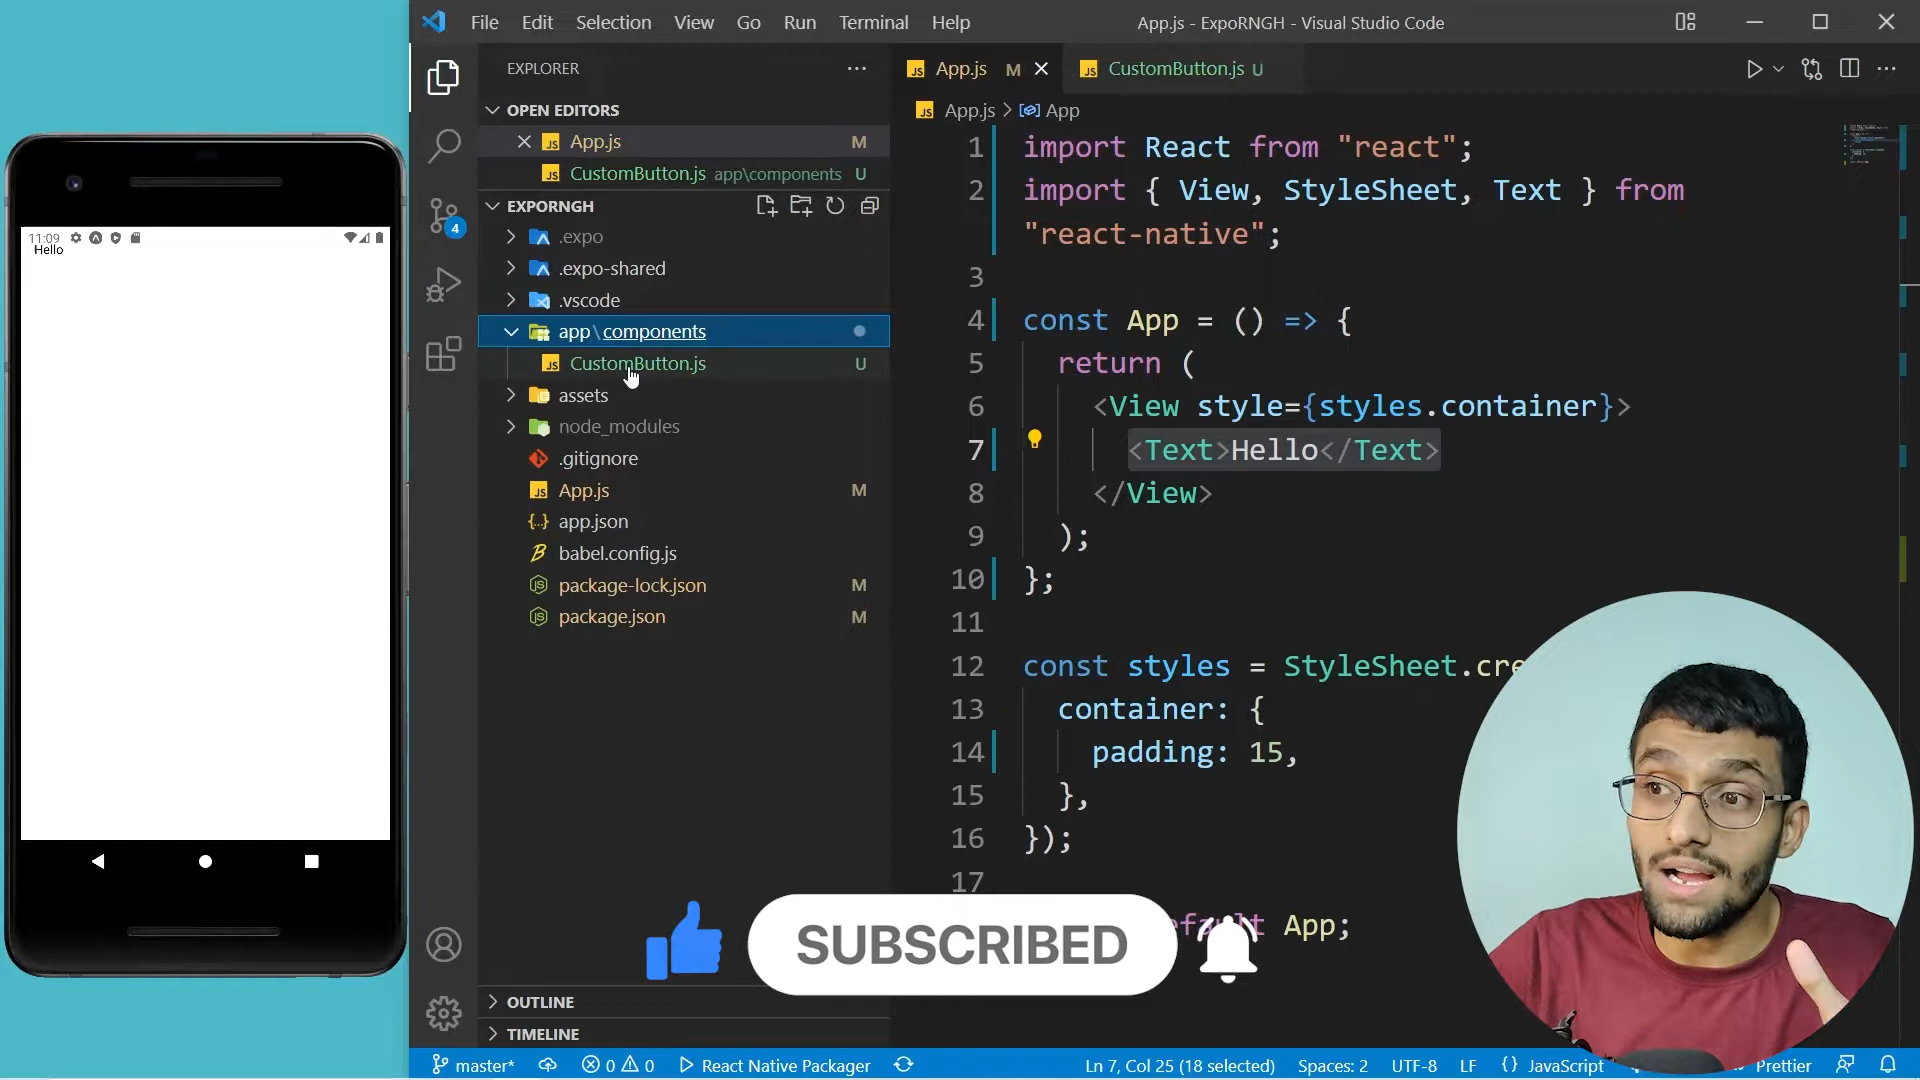 File Edit Selection View Go Run Terminal Help
App.js - ExpoRNGH - Visual Studio Code
EXPLORER
OPEN EDITORS
App.js M
CustomButton.js app\components U
EXPORNGH
.expo
.expo-shared
.vscode
app\components
CustomButton.js U
assets
node_modules
.gitignore
App.js M
app.json
babel.config.js
package-lock.json M
package.json M
OUTLINE
TIMELINE
4
11:09
Hello
App.js M
CustomButton.js U
App.js > App
1 import React from "react";
2 import { View, StyleSheet, Text } from
"react-native";
3
4 const App = () => {
5 return (
6 <View style={styles.container}>
7 <Text>Hello</Text>
8 </View>
9 );
10 };
11
12 const styles = StyleSheet.cre
13 container: {
14 padding: 15,
15 },
16 });
17
efault App;
SUBSCRIBED
master* 0 0 React Native Packager
Ln 7, Col 25 (18 selected) Spaces: 2 UTF-8 LF {} JavaScript Prettier